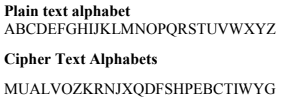 Plain text alphabet
ABCDEFGHIJKLMNOPQRSTUVWXYZ
Cipher Text Alphabets
MUALVOZKRNJXQDFSHPEBCTIWYG